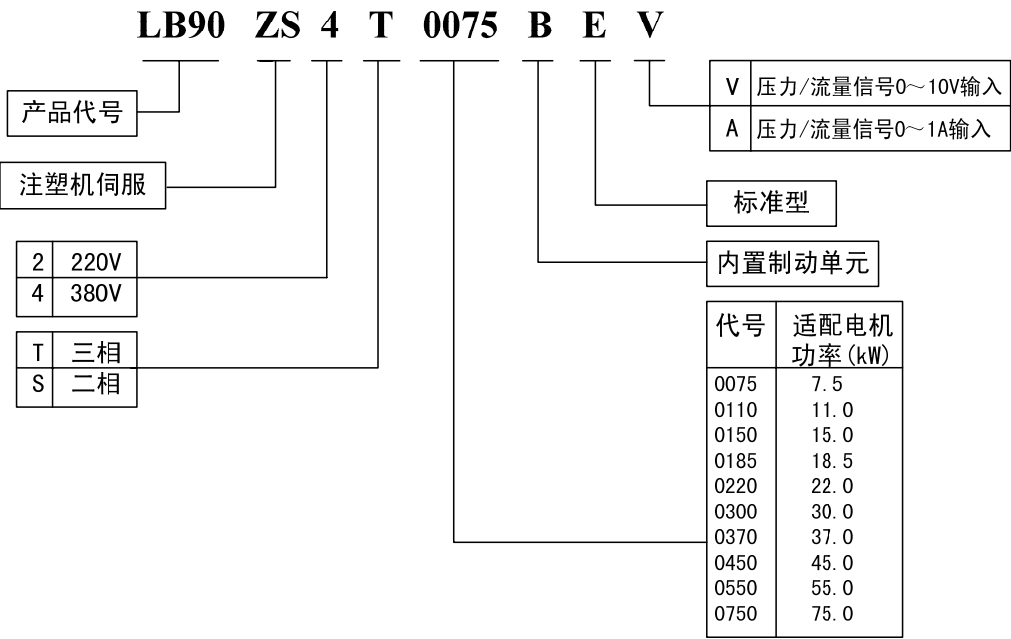 LB90 ZS 4 T 0075 B E V
产品代号
注塑机伺服
2 220V
4 380V
T 三相
S 二相
V 压力/流量信号0～10V输入
A 压力/流量信号0～1A输入
标准型
内置制动单元
代号 适配电机
功率(kW)
0075 7.5
0110 11.0
0150 15.0
0185 18.5
0220 22.0
0300 30.0
0370 37.0
0450 45.0
0550 55.0
0750 75.0